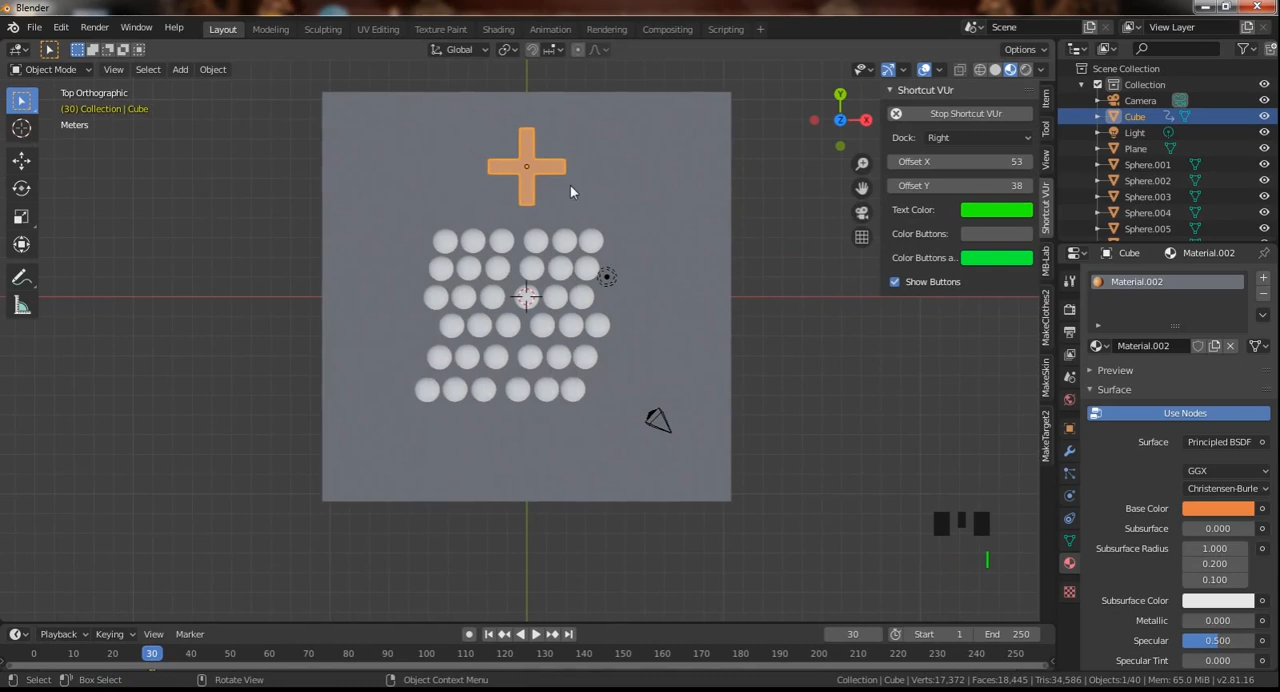 Blender
File Edit Render Window Help
Layout Modeling Sculpting UV Editing Texture Paint Shading Animation Rendering Compositing Scripting +
Scene
View Layer
Global
Options
Object Mode View Select Add Object
Top Orthographic
(30) Collection | Cube
Meters
Y
X
Z
Shortcut VUr
Stop Shortcut VUr
Dock: Right
Offset X 53
Offset Y 38
Text Color:
Color Buttons:
Color Buttons a..
Show Buttons
Item
Tool
View
Shortcut VUr
MB-Lab
MakeClothes2
MakeSkin
MakeTarget2
Scene Collection
Collection
Camera
Cube
Light
Plane
Sphere.001
Sphere.002
Sphere.003
Sphere.004
Sphere.005
Cube Material.002
Material.002
Material.002
Preview
Surface
Use Nodes
Surface Principled BSDF
GGX
Christensen-Burle
Base Color
Subsurface 0.000
Subsurface Radius 1.000
0.200
0.100
Subsurface Color
Metallic 0.000
Specular 0.500
Specular Tint 0.000
Playback Keying View Marker
30 Start 1 End 250
0 10 20 30 40 50 60 70 80 90 100 110 120 130 140 150 160 170 180 190 200 210 220 230 240 250
Select Box Select Rotate View Object Context Menu
Collection | Cube | Verts:17,372 | Faces:18,445 | Tris:34,586 | Objects:1/40 | Mem: 65.0 MiB | v2.81.16